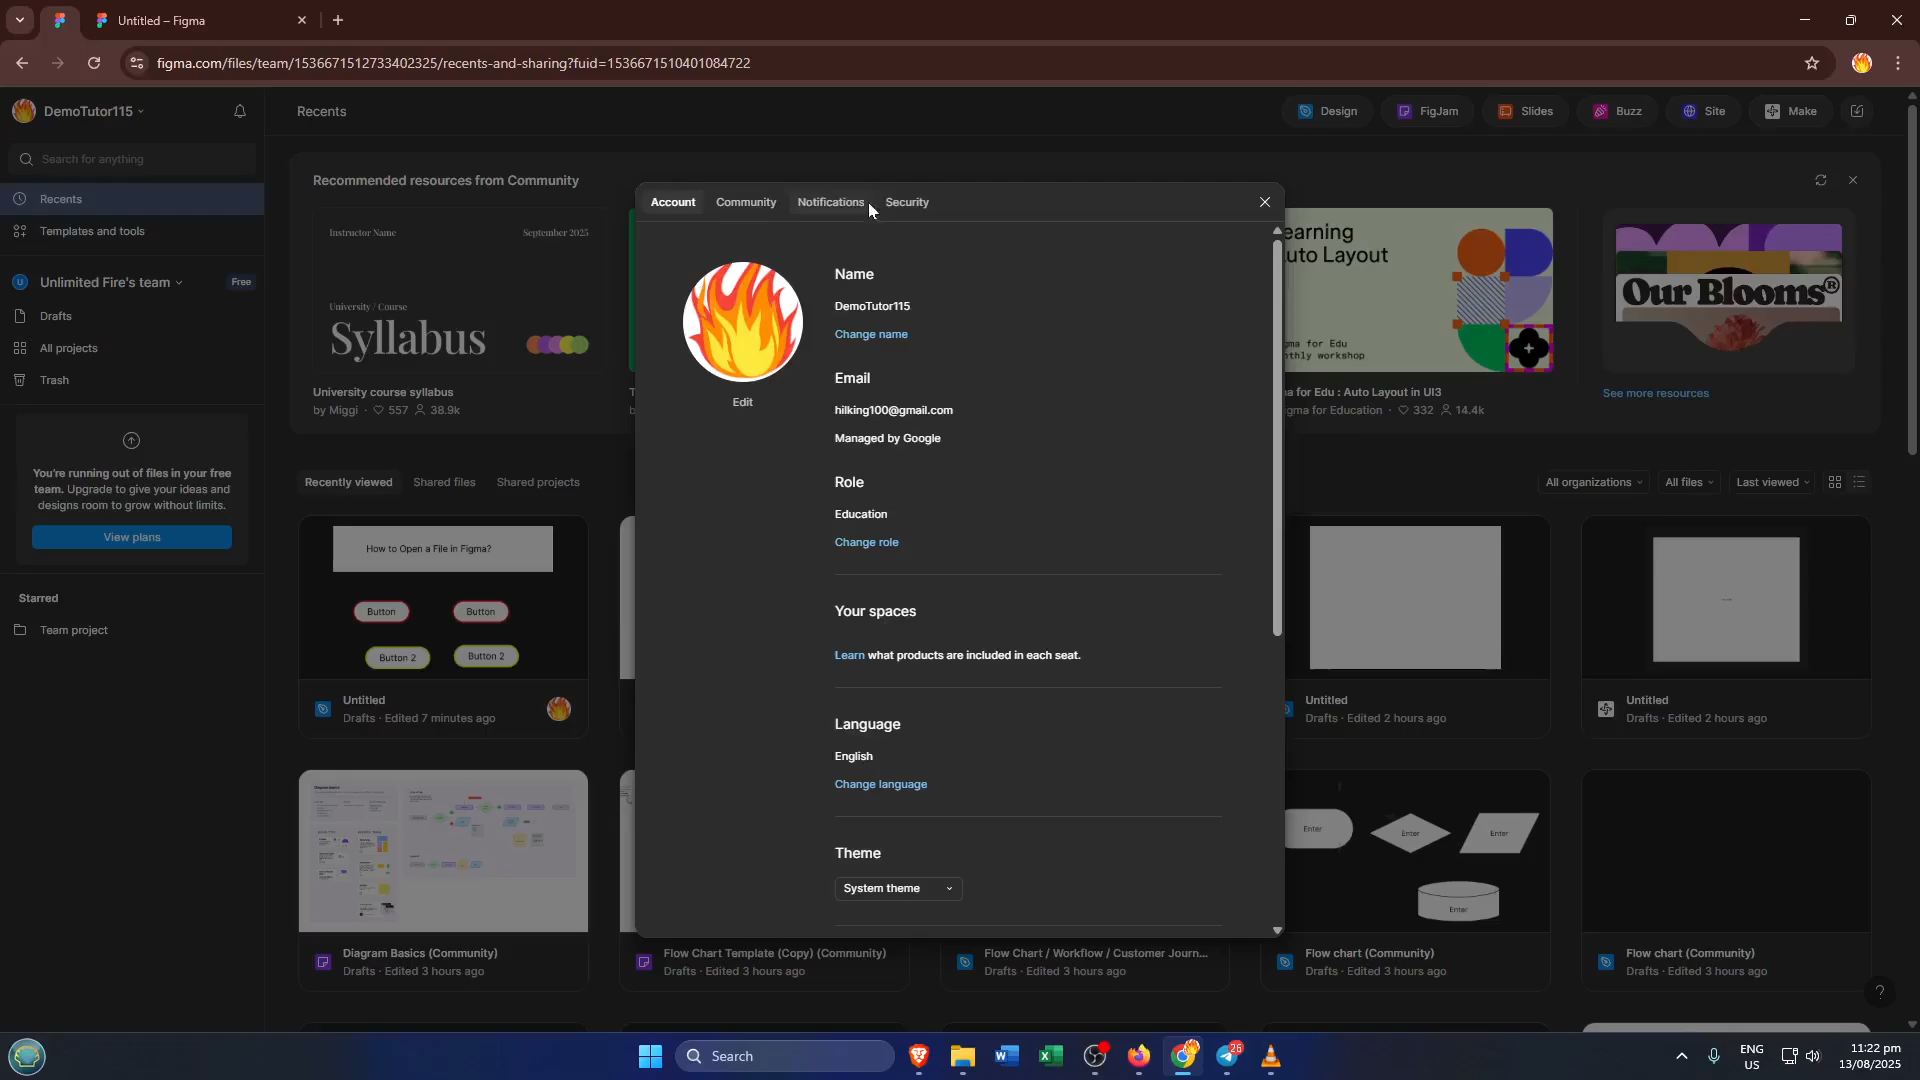 Untitled – Figma
figma.com/files/team/1536671512733402325/recents-and-sharing?fuid=1536671510401084722
DemoTutor115
Search for anything
Recents
Templates and tools
Unlimited Fire's team
Free
Drafts
All projects
Trash
You're running out of files in your free
team. Upgrade to give your ideas and
designs room to grow without limits.
View plans
Starred
Team project
Recents
Design
FigJam
Slides
Buzz
Site
Make
Recommended resources from Community
Instructor Name
September 2025
University / Course
Syllabus
University course syllabus
by Miggi · 557 38.9k
earning
uto Layout
ma for Edu
nthly workshop
a for Edu : Auto Layout in UI3
igma for Education · 332 14.4k
Our Blooms®
See more resources
Account
Community
Notifications
Security
Edit
Name
DemoTutor115
Change name
Email
hilking100@gmail.com
Managed by Google
Role
Education
Change role
Your spaces
Learn what products are included in each seat.
Language
English
Change language
Theme
System theme
Recently viewed
Shared files
Shared projects
All organizations
All files
Last viewed
How to Open a File in Figma?
Button
Button
Button 2
Button 2
Untitled
Drafts · Edited 7 minutes ago
Untitled
Drafts · Edited 2 hours ago
Untitled
Drafts · Edited 2 hours ago
Diagram Basics (Community)
Drafts · Edited 3 hours ago
Flow Chart Template (Copy) (Community)
Drafts · Edited 3 hours ago
Flow Chart / Workflow / Customer Journ...
Drafts · Edited 3 hours ago
Enter
Enter
Enter
Enter
Flow chart (Community)
Drafts · Edited 3 hours ago
Flow chart (Community)
Drafts · Edited 3 hours ago
?
Search
26
ENG
US
11:22 pm
13/08/2025